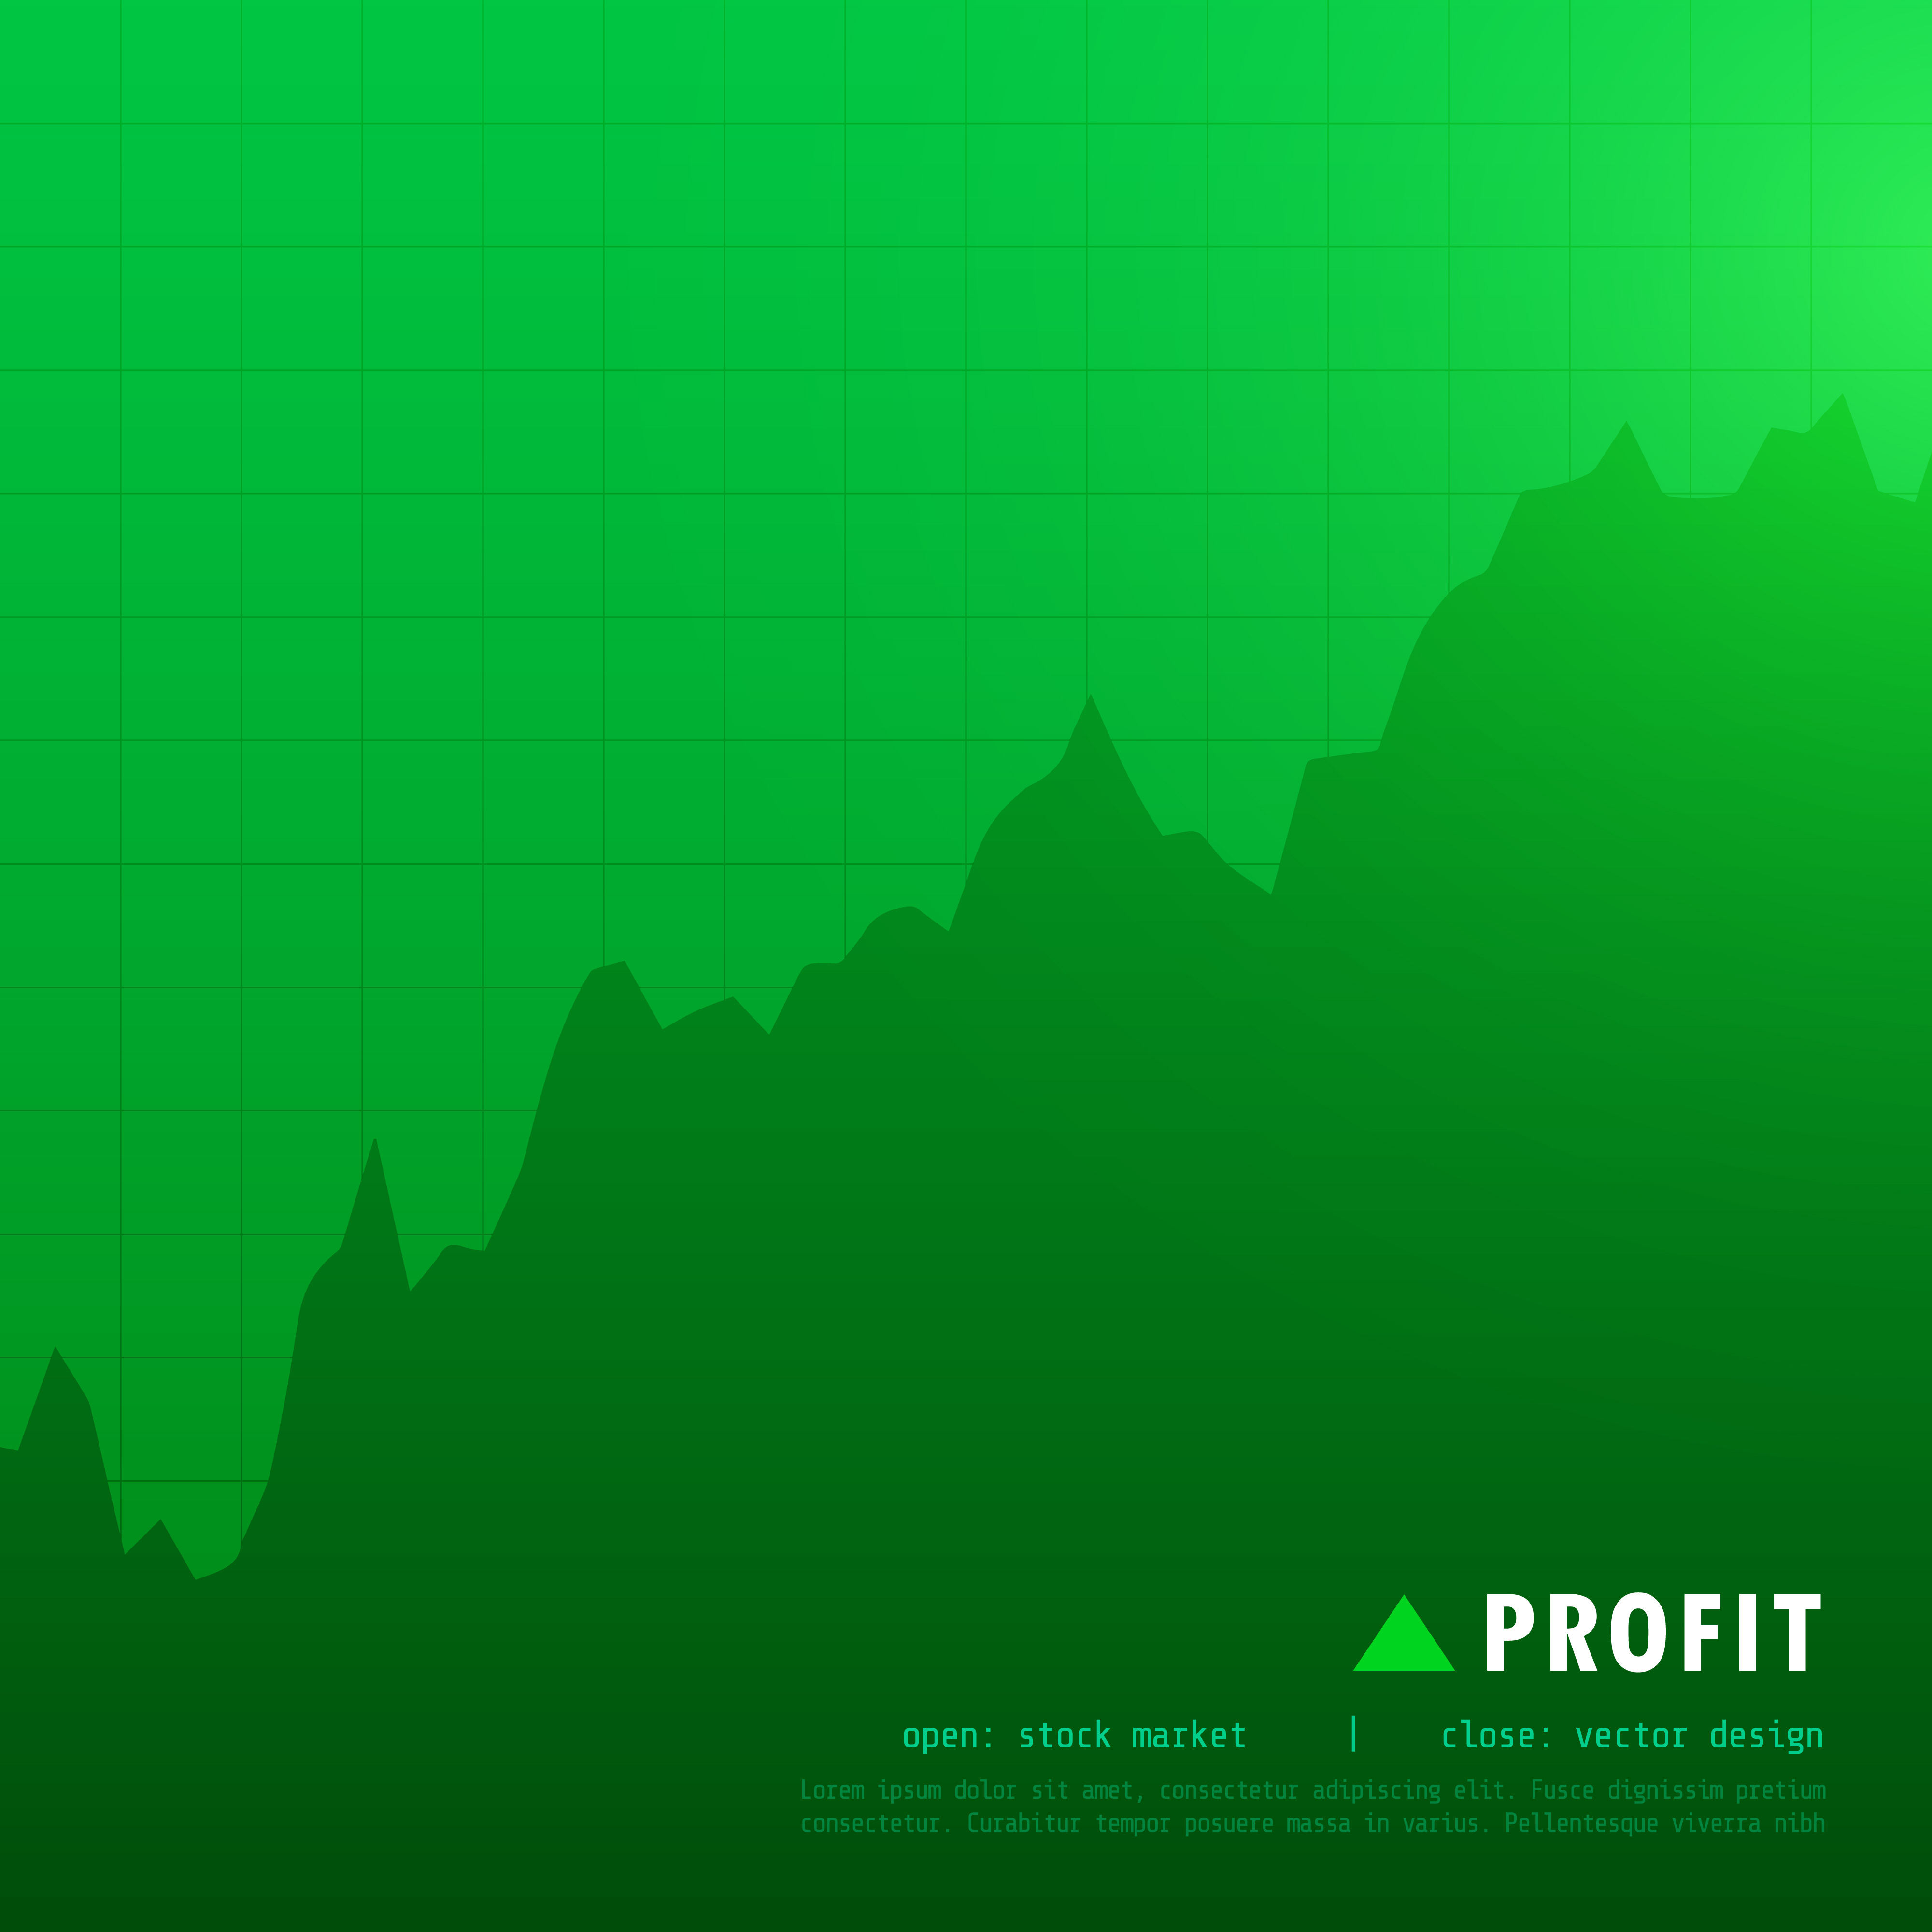 PROFIT
open: stock market | close: vector design
Lorem ipsum dolor sit amet, consectetur adipiscing elit. Fusce dignissim pretium
consectetur. Curabitur tempor posuere massa in varius. Pellentesque viverra nibh